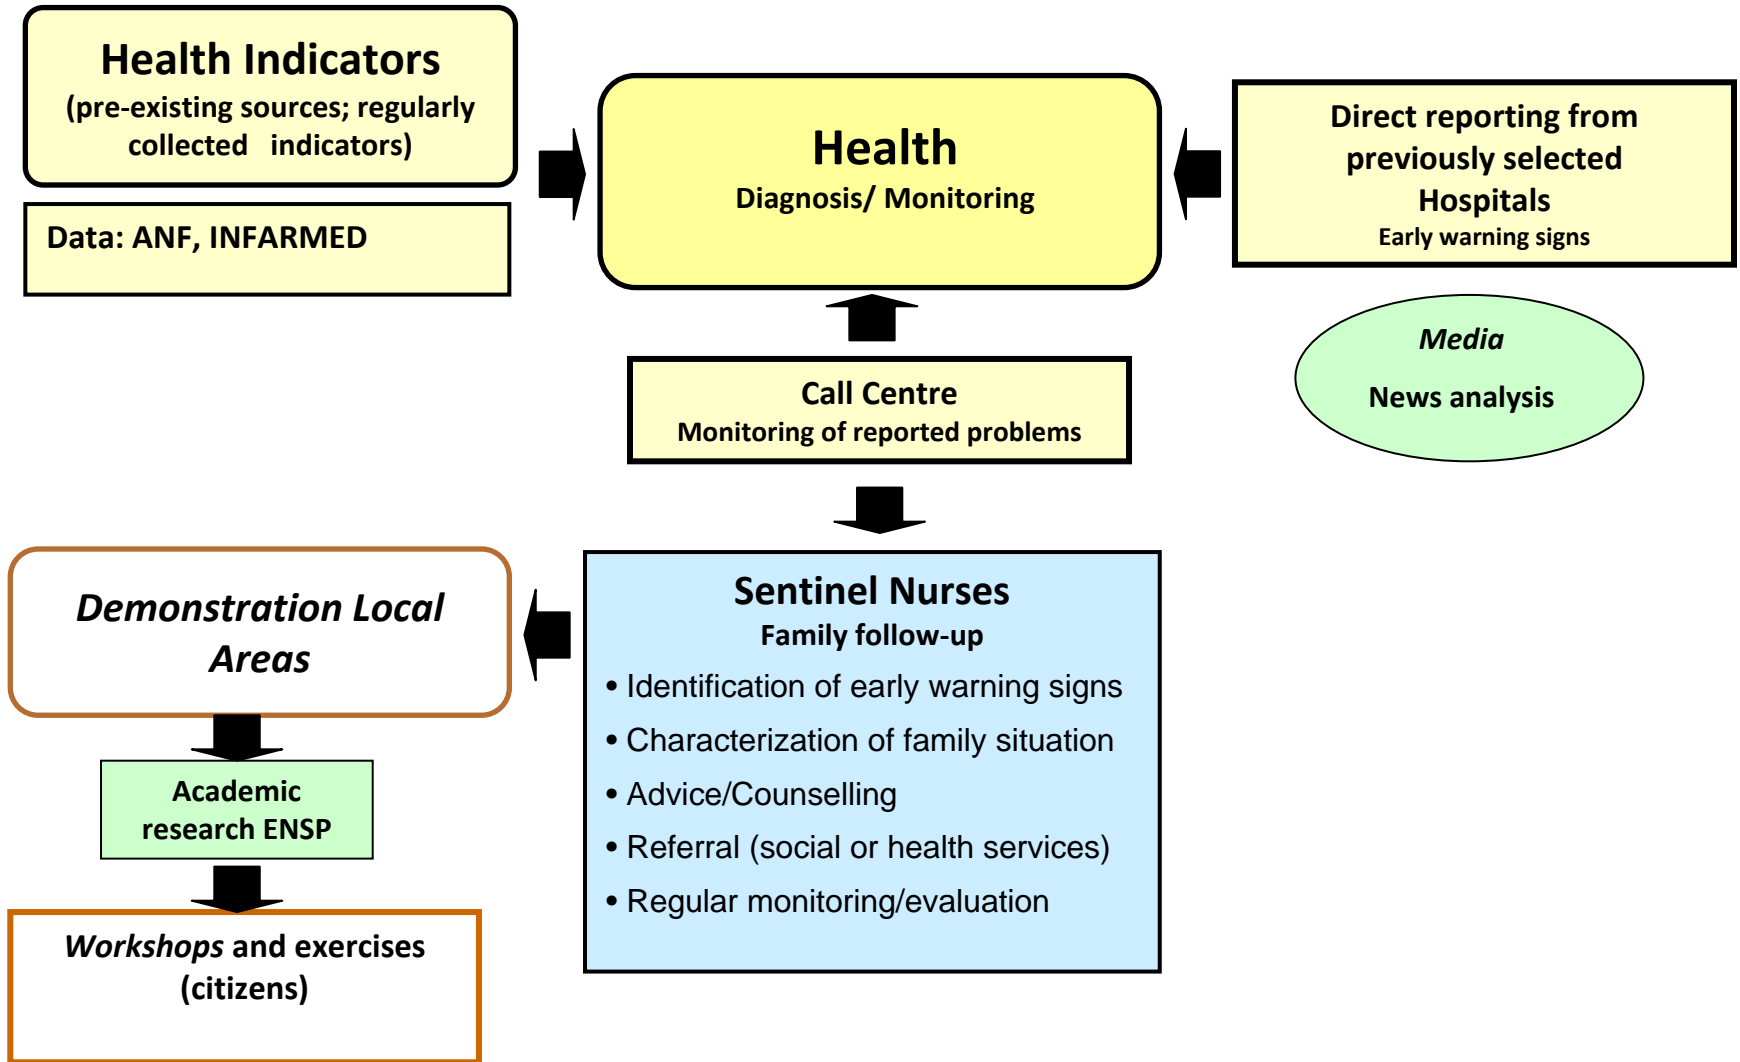 Health Indicators
(pre-existing sources; regularly
collected indicators)
Data: ANF, INFARMED
Health
Diagnosis/ Monitoring
Direct reporting from
previously selected
Hospitals
Early warning signs
Media
News analysis
Call Centre
Monitoring of reported problems
Sentinel Nurses
Family follow-up
• Identification of early warning signs
• Characterization of family situation
• Advice/Counselling
• Referral (social or health services)
• Regular monitoring/evaluation
Demonstration Local
Areas
Academic
research ENSP
Workshops and exercises
(citizens)